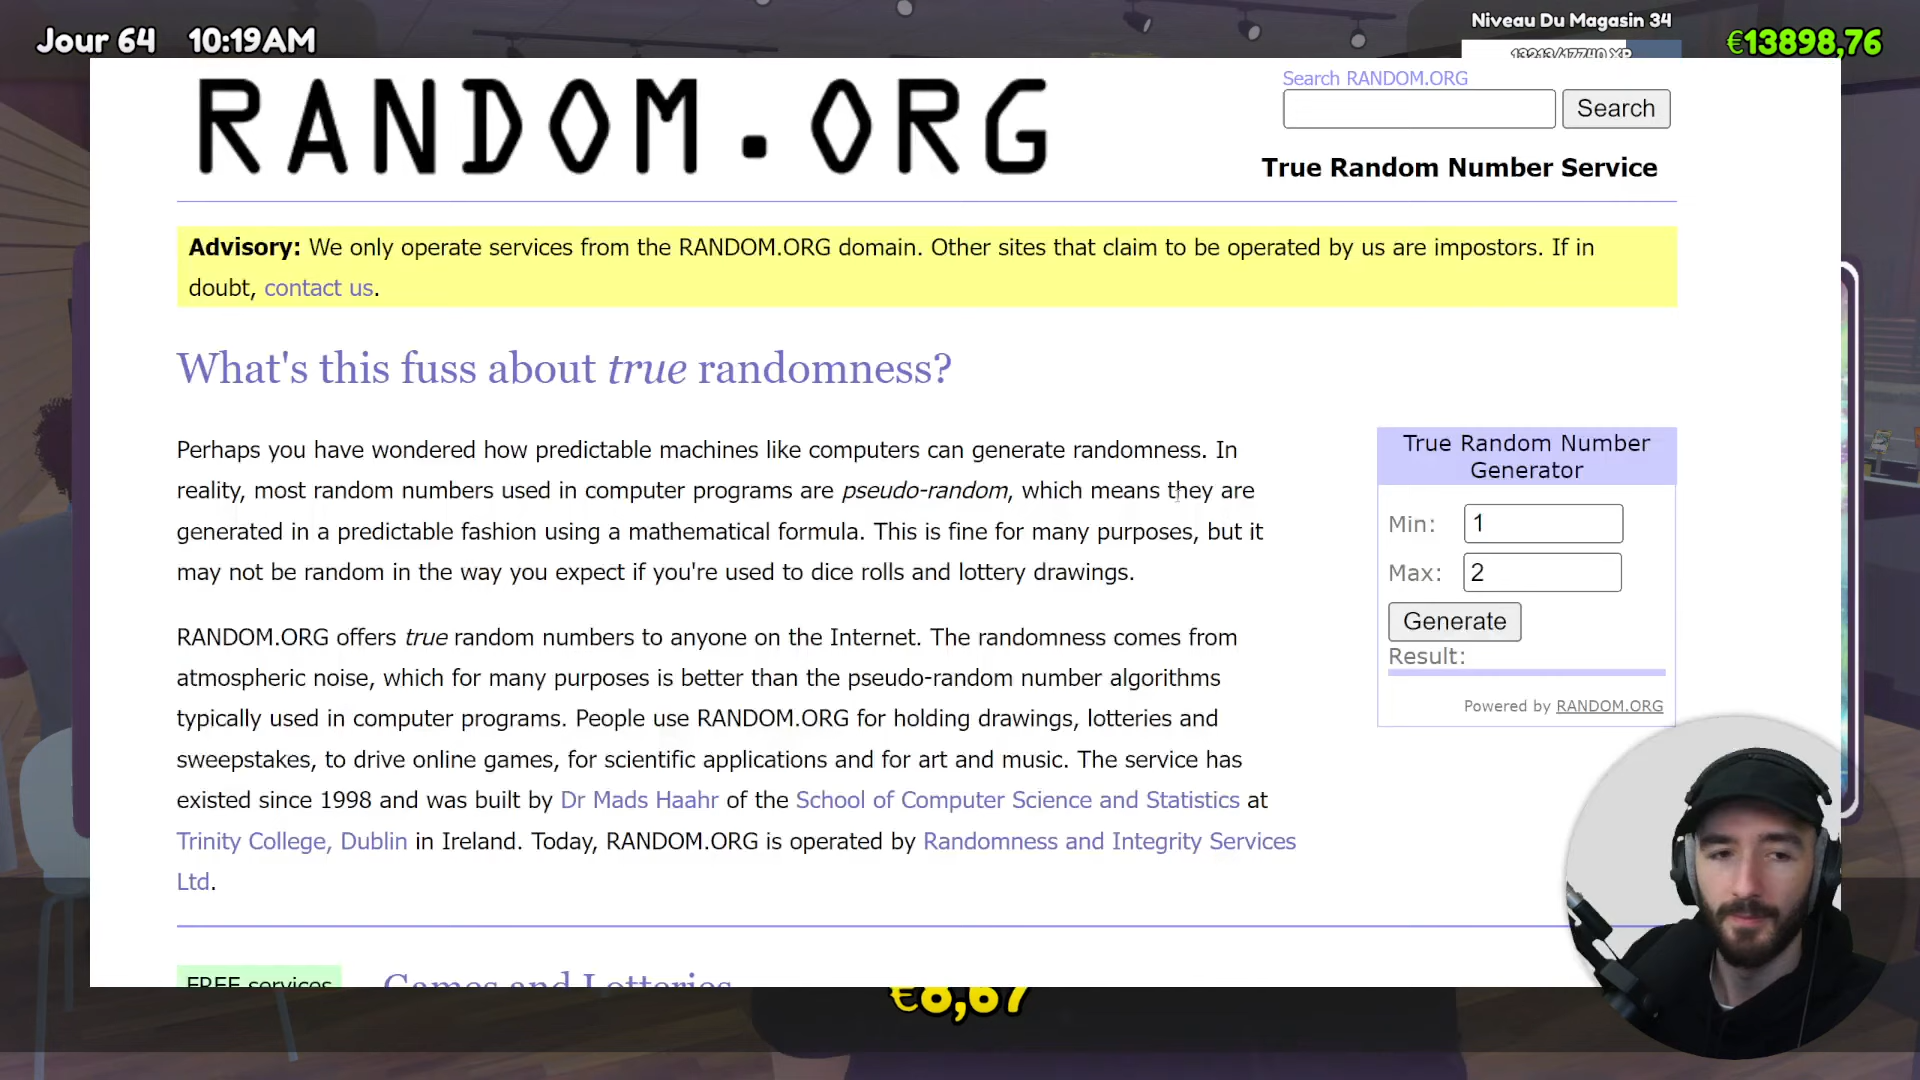 Jour 64 10:19AM
Niveau Du Magasin 34
13213/17740 XP
€13898,76
RANDOM.ORG
Search RANDOM.ORG
Search
True Random Number Service
Advisory: We only operate services from the RANDOM.ORG domain. Other sites that claim to be operated by us are impostors. If in
doubt, contact us.
What's this fuss about true randomness?
Perhaps you have wondered how predictable machines like computers can generate randomness. In
reality, most random numbers used in computer programs are pseudo-random, which means they are
generated in a predictable fashion using a mathematical formula. This is fine for many purposes, but it
may not be random in the way you expect if you're used to dice rolls and lottery drawings.
RANDOM.ORG offers true random numbers to anyone on the Internet. The randomness comes from
atmospheric noise, which for many purposes is better than the pseudo-random number algorithms
typically used in computer programs. People use RANDOM.ORG for holding drawings, lotteries and
sweepstakes, to drive online games, for scientific applications and for art and music. The service has
existed since 1998 and was built by Dr Mads Haahr of the School of Computer Science and Statistics at
Trinity College, Dublin in Ireland. Today, RANDOM.ORG is operated by Randomness and Integrity Services
Ltd.
True Random Number
Generator
Min: 1
Max: 2
Generate
Result:
Powered by RANDOM.ORG
FREE services
Games and Lotteries
€8,67